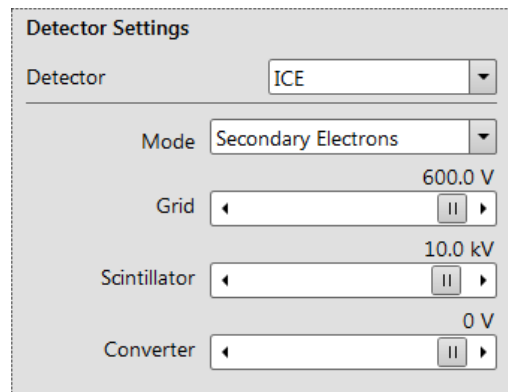 Detector Settings
Detector ICE
Mode Secondary Electrons
600.0 V
Grid
10.0 kV
Scintillator
0 V
Converter